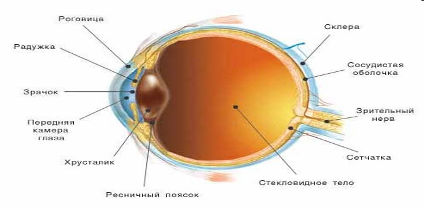 Роговица
Радужка
Зрачок
Передняя
камера
глаза
Хрусталик
Ресничный поясок
Склера
Сосудистая
оболочка
Зрительный
нерв
Сетчатка
Стекловидное тело